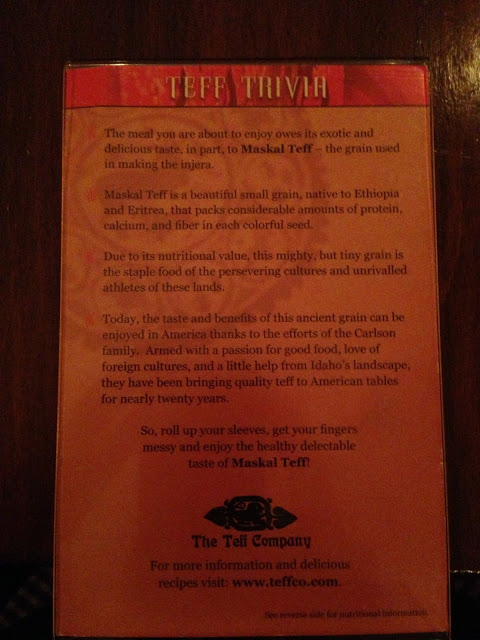 TEFF TRIVIA
The meal you are about to enjoy owes its exotic and
delicious taste, in part, to Maskal Teff – the grain used
in making the injera.
Maskal Teff is a beautiful small grain, native to Ethiopia
and Eritrea, that packs considerable amounts of protein,
calcium, and fiber in each colorful seed.
Due to its nutritional value, this mighty, but tiny grain is
the staple food of the persevering cultures and unrivalled
athletes of these lands.
Today, the taste and benefits of this ancient grain can be
enjoyed in America thanks to the efforts of the Carlson
family. Armed with a passion for good food, love of
foreign cultures, and a little help from Idaho's landscape,
they have been bringing quality teff to American tables
for nearly twenty years.
So, roll up your sleeves, get your fingers
messy and enjoy the healthy delectable
taste of Maskal Teff!
The Teff Company
For more information and delicious
recipes visit: www.teffco.com.
See reverse side for nutritional information.